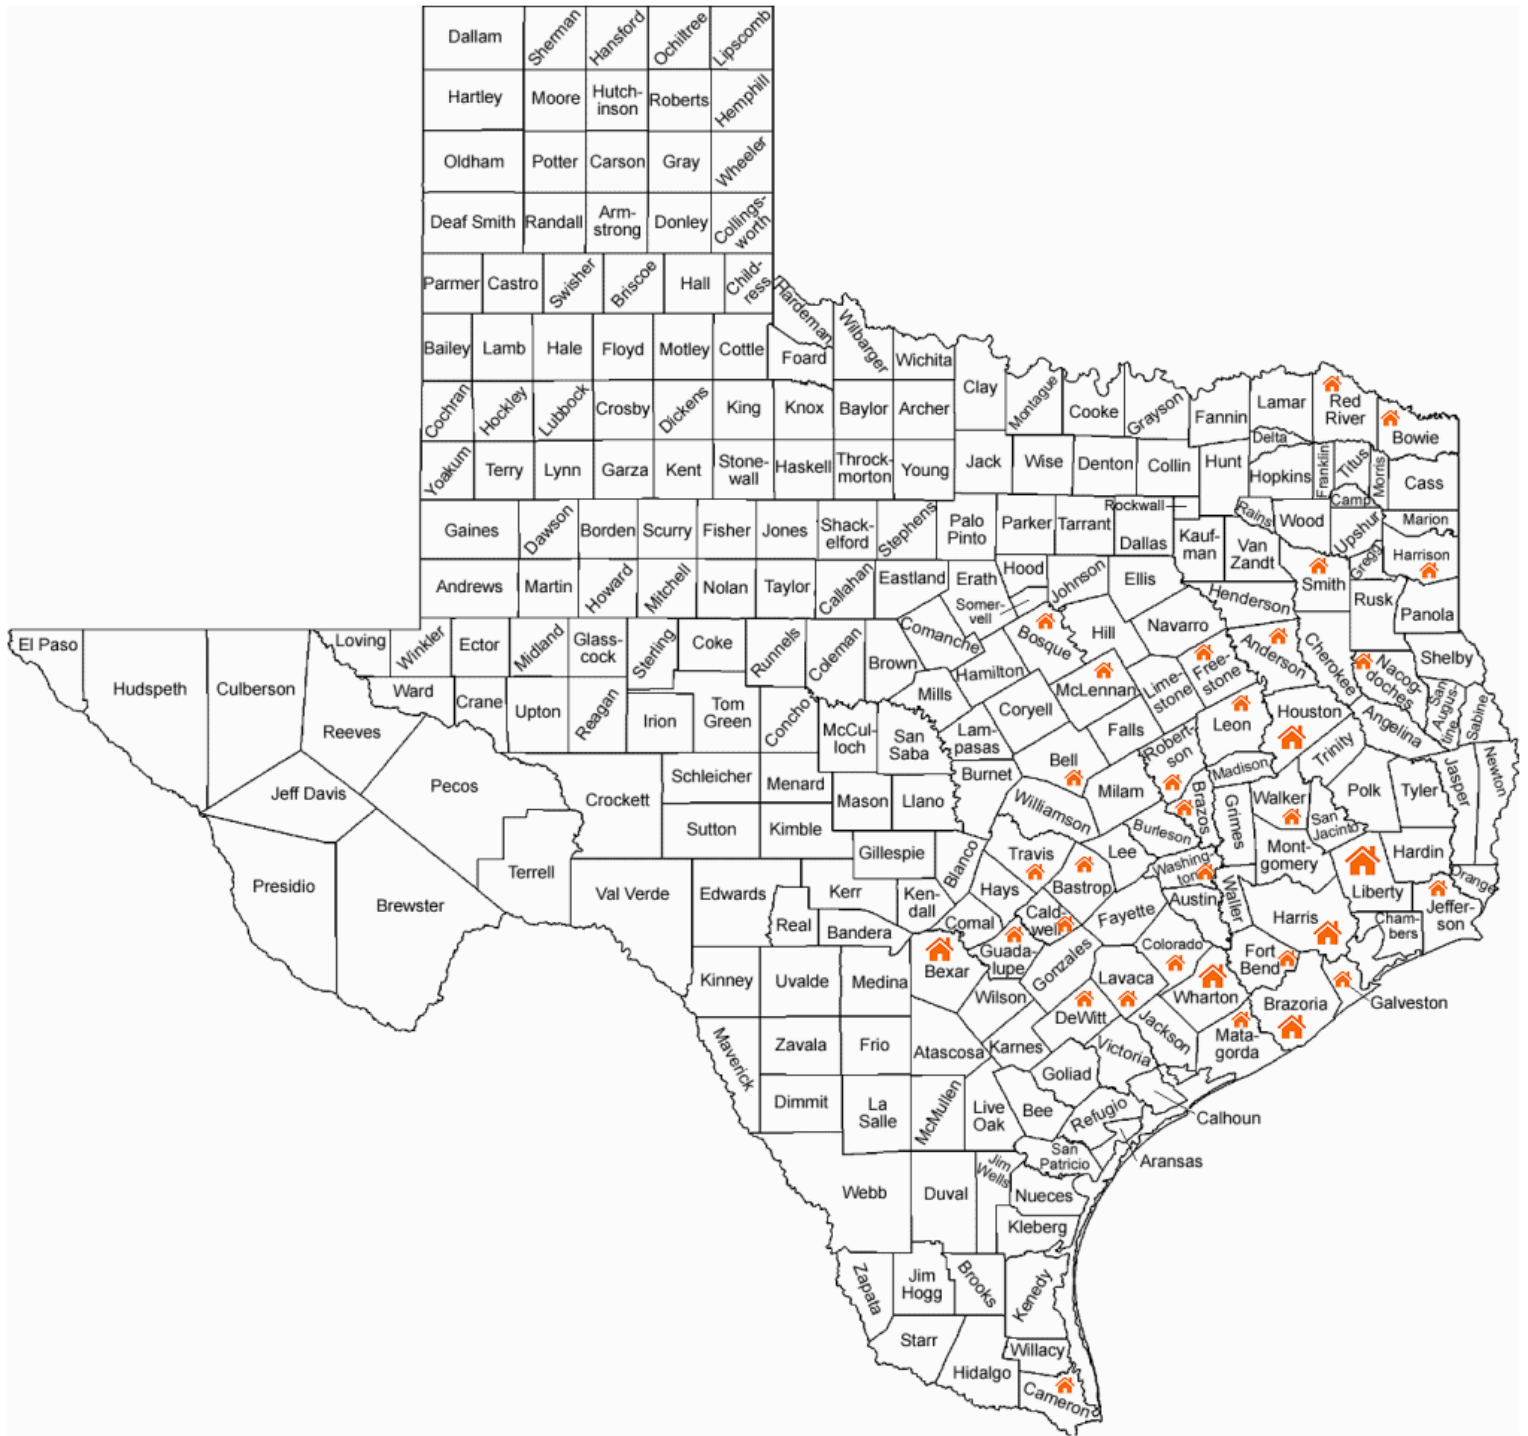 Dallam
Sherman
Hansford
Ochiltree
Lipscomb
Hartley
Moore
Hutch-
inson
Roberts
Hemphill
Oldham
Potter
Carson
Gray
Wheeler
Deaf Smith
Randall
Arm-
strong
Donley
Collings-
worth
Parmer
Castro
Swisher
Briscoe
Hall
Child-
ress
Hardeman
Bailey
Lamb
Hale
Floyd
Motley
Cottle
Foard
Wilbarger
Wichita
Clay
Montague
Cooke
Grayson
Fannin
Lamar
Red
River
Bowie
Cochran
Hockley
Lubbock
Crosby
Dickens
King
Knox
Baylor
Archer
Delta
Yoakum
Terry
Lynn
Garza
Kent
Stone-
wall
Haskell
Throck-
morton
Young
Jack
Wise
Denton
Collin
Hunt
Hopkins
Franklin
Titus
Morris
Cass
Camp
Rockwall
Gaines
Dawson
Borden
Scurry
Fisher
Jones
Shack-
elford
Stephens
Palo
Pinto
Parker
Tarrant
Dallas
Kauf-
man
Rains
Wood
Van
Zandt
Upshur
Marion
Gregg
Harrison
Andrews
Martin
Howard
Mitchell
Nolan
Taylor
Callahan
Eastland
Erath
Hood
Somer-
vell
Johnson
Ellis
Henderson
Smith
Rusk
Panola
El Paso
Hudspeth
Culberson
Loving
Winkler
Ector
Midland
Glass-
cock
Sterling
Coke
Runnels
Coleman
Brown
Comanche
Hamilton
Bosque
Hill
Navarro
Free-
stone
Anderson
Cherokee
Nacog-
doches
Shelby
San
Augus-
tine
Sabine
Reeves
Ward
Crane
Upton
Reagan
Irion
Tom
Green
Concho
McCul-
loch
San
Saba
Mills
Lam-
pasas
Coryell
McLennan
Lime-
stone
Falls
Leon
Houston
Angelina
Trinity
Jeff Davis
Pecos
Crockett
Schleicher
Menard
Mason
Llano
Burnet
Bell
Milam
Robert-
son
Brazos
Madison
Grimes
Walker
San
Jacinto
Polk
Tyler
Jasper
Newton
Sutton
Kimble
Gillespie
Blanco
Williamson
Travis
Burleson
Lee
Washing-
ton
Mont-
gomery
Hardin
Liberty
Orange
Presidio
Brewster
Terrell
Val Verde
Edwards
Real
Kerr
Ken-
dall
Bandera
Comal
Hays
Cald-
well
Bastrop
Fayette
Austin
Waller
Harris
Cham-
bers
Jeffer-
son
Kinney
Uvalde
Medina
Bexar
Guada-
lupe
Gonzales
Lavaca
Colorado
Fort
Bend
Wharton
Brazoria
Galveston
Wilson
DeWitt
Jackson
Mata-
gorda
Maverick
Zavala
Frio
Atascosa
Karnes
Victoria
Goliad
Calhoun
Dimmit
La
Salle
McMullen
Live
Oak
Bee
Refugio
Aransas
San
Patricio
Webb
Duval
Jim
Wells
Nueces
Kleberg
Zapata
Jim
Hogg
Brooks
Kenedy
Starr
Hidalgo
Willacy
Cameron